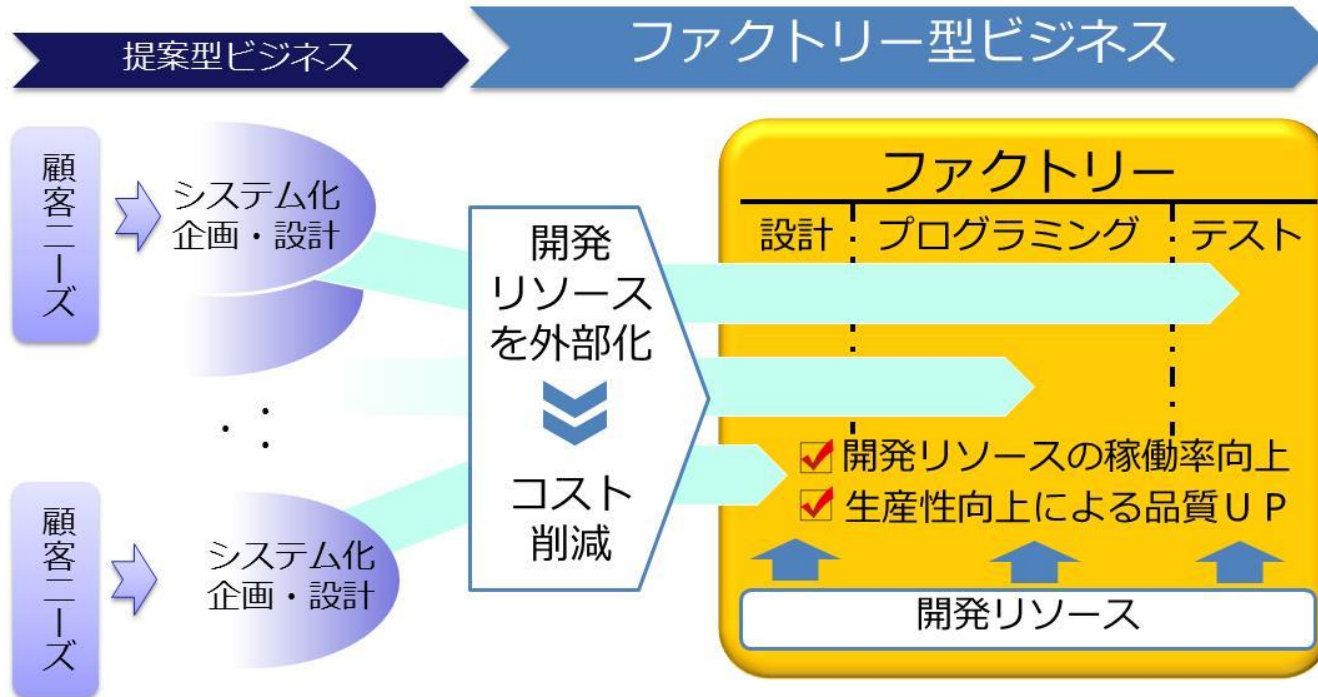 提案型ビジネス
ファクトリー型ビジネス
顧客ニーズ
システム化
企画・設計
顧客ニーズ
システム化
企画・設計
開発
リソース
を外部化
コスト
削減
ファクトリー
設計
プログラミング
テスト
開発リソースの稼働率向上
生産性向上による品質UP
開発リソース